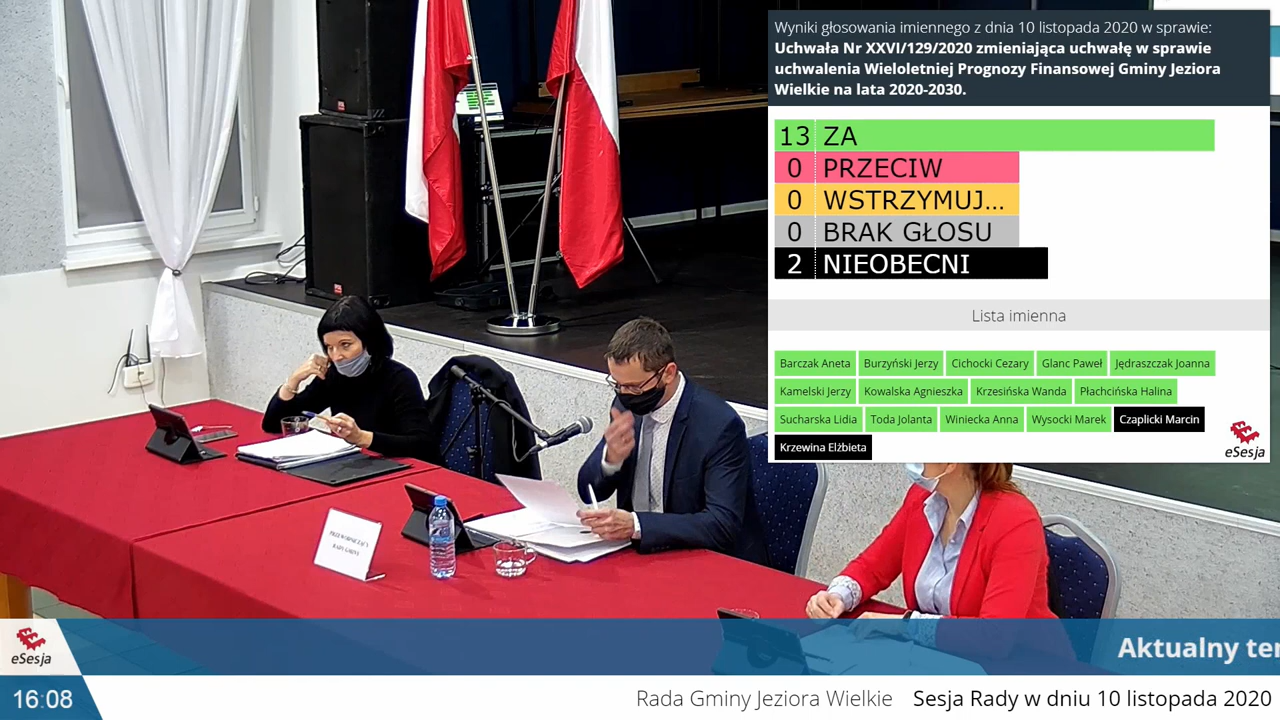 Wyniki głosowania imiennego z dnia 10 listopada 2020 w sprawie:
Uchwała Nr XXVI/129/2020 zmieniająca uchwałę w sprawie
uchwalenia Wieloletniej Prognozy Finansowej Gminy Jeziora
Wielkie na lata 2020-2030.
13 ZA
0 PRZECIW
0 WSTRZYMUJ...
0 BRAK GŁOSU
2 NIEOBECNI
Lista imienna
Barczak Aneta Burzyński Jerzy Cichocki Cezary Glanc Paweł Jędraszczak Joanna
Kamelski Jerzy Kowalska Agnieszka Krzesińska Wanda Płachcińska Halina
Sucharska Lidia Toda Jolanta Winiecka Anna Wysocki Marek Czaplicki Marcin
Krzewina Elżbieta
eSesja
PRZEWODNICZĄCY
RADY GMINY
eSesja
Aktualny te
16:08
Rada Gminy Jeziora Wielkie Sesja Rady w dniu 10 listopada 2020